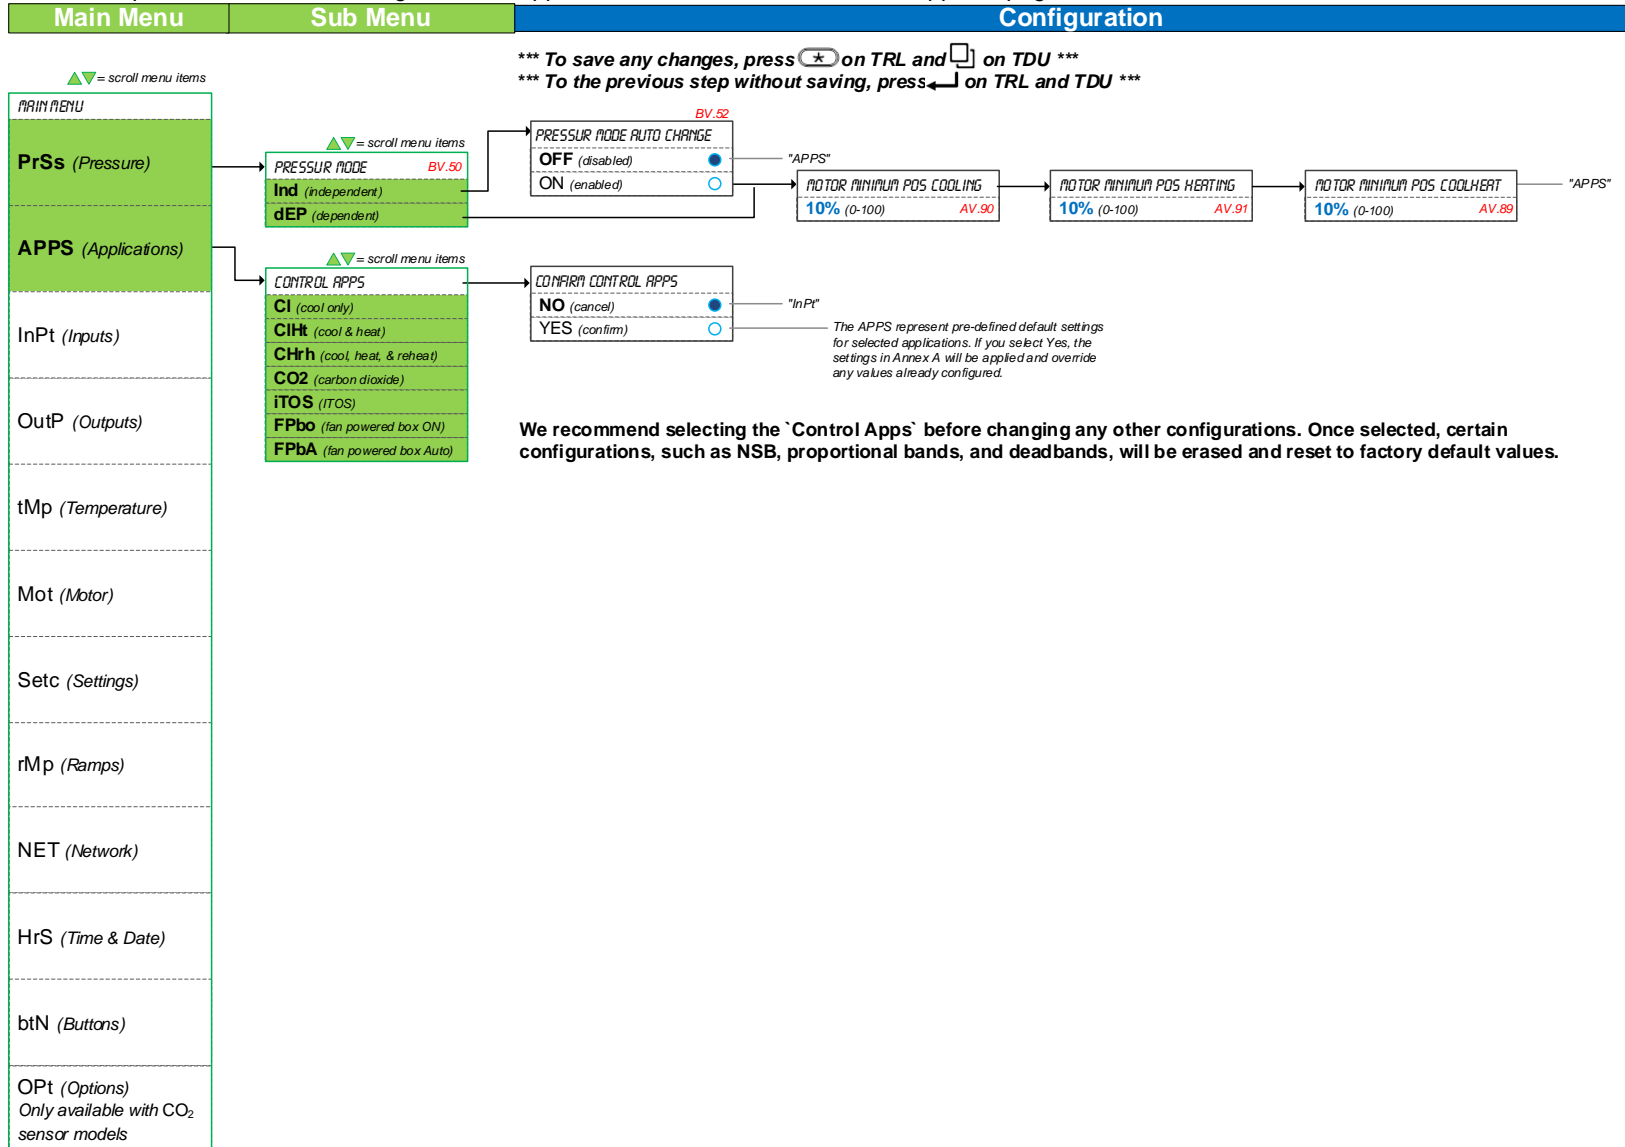 Main Menu
Sub Menu
Configuration
*** To save any changes, press on TRL and on TDU ***
*** To the previous step without saving, press on TRL and TDU ***
= scroll menu items
MAIN MENU
PrSs (Pressure)
APPS (Applications)
InPt (Inputs)
OutP (Outputs)
tMp (Temperature)
Mot (Motor)
Setc (Settings)
rMp (Ramps)
NET (Network)
HrS (Time & Date)
btN (Buttons)
OPt (Options)
Only available with CO₂
sensor models
= scroll menu items
PRESSUR MODE BV.50
Ind (independent)
dEP (dependent)
BV.52
PRESSUR MODE AUTO CHANGE
OFF (disabled)
"APPS"
ON (enabled)
MOTOR MINIMUM POS COOLING
10% (0-100) AV.90
MOTOR MINIMUM POS HEATING
10% (0-100) AV.91
MOTOR MINIMUM POS COOLHEAT
10% (0-100) AV.89
"APPS"
= scroll menu items
CONTROL APPS
Cl (cool only)
ClHt (cool & heat)
CHrh (cool, heat, & reheat)
CO2 (carbon dioxide)
iTOS (ITOS)
FPbo (fan powered box ON)
FPbA (fan powered box Auto)
CONFIRM CONTROL APPS
NO (cancel)
"InPt"
YES (confirm)
The APPS represent pre-defined default settings
for selected applications. If you select Yes, the
settings in Annex A will be applied and override
any values already configured.
We recommend selecting the `Control Apps` before changing any other configurations. Once selected, certain
configurations, such as NSB, proportional bands, and deadbands, will be erased and reset to factory default values.